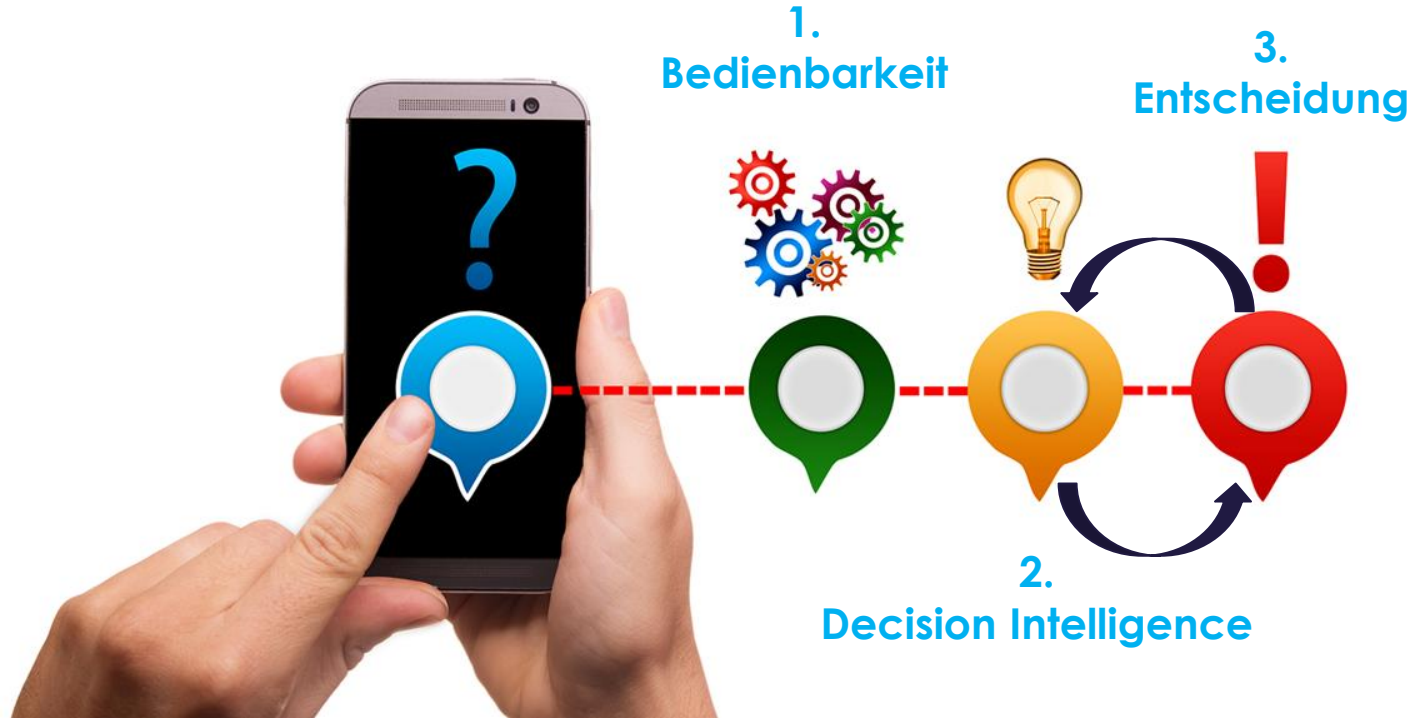 1.
Bedienbarkeit
3.
Entscheidung
?
!
2.
Decision Intelligence